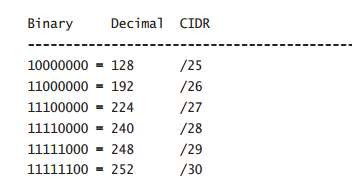 Binary Decimal CIDR
-------------------------------------------
10000000 = 128 /25
11000000 = 192 /26
11100000 = 224 /27
11110000 = 240 /28
11111000 = 248 /29
11111100 = 252 /30